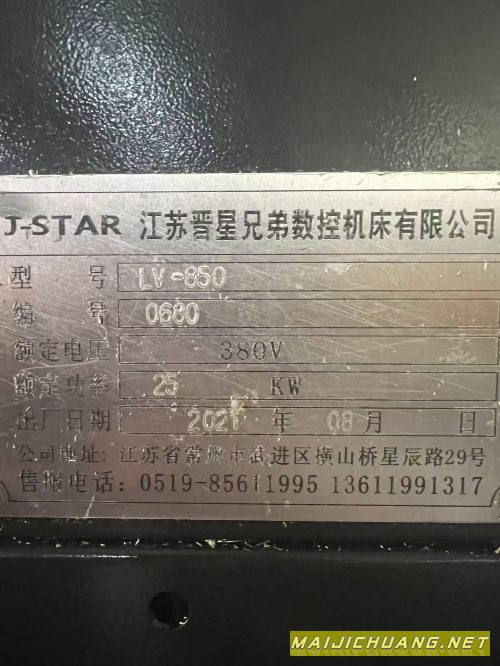 J-STAR 江苏晋星兄弟数控机床有限公司
型 号 LV-850
编 号 0680
额定电压 380V
额定功率 25 KW
出厂日期 2021 年 08 月 日
公司地址: 江苏省常州市武进区横山桥星辰路29号
售服电话: 0519-85611995 13611991317
MAIJICHUANG.NET